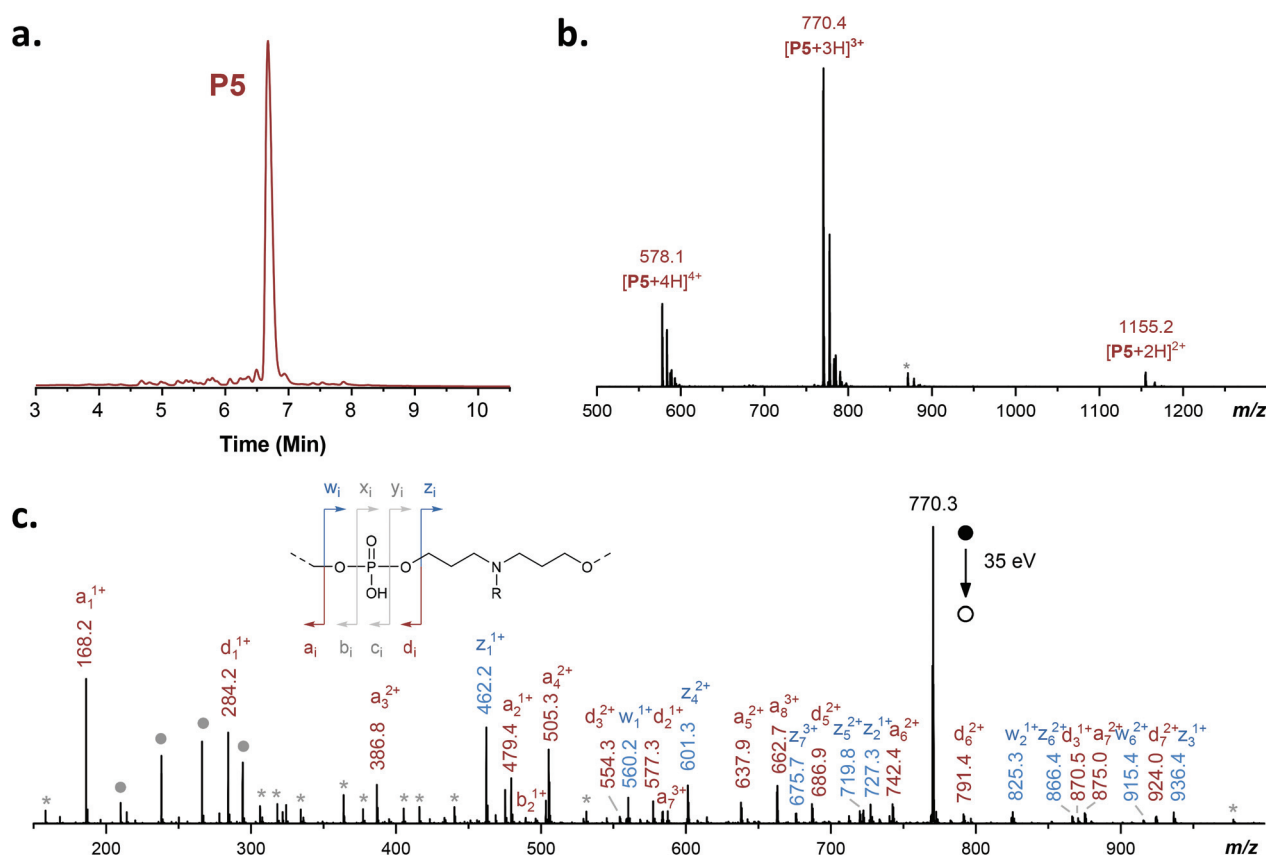 a.
P5
3 4 5 6 7 8 9 10
Time (Min)
b.
770.4
[P5+3H]³⁺
578.1
[P5+4H]⁴⁺
1155.2
[P5+2H]²⁺
*
500 600 700 800 900 1000 1100 1200 m/z
c.
wᵢ xᵢ yᵢ zᵢ
O
O P O N O
OH R
aᵢ bᵢ cᵢ dᵢ
770.3
35 eV
168.2 a₁¹⁺
284.2 d₁¹⁺
* * * * * * * * * *
386.8 a₃²⁺
462.2 z₁¹⁺
479.4 a₂¹⁺
b₂¹⁺
505.3 a₄²⁺
554.3 d₃²⁺
560.2 w₁¹⁺
577.3 d₂¹⁺
a₇³⁺
601.3 z₄²⁺
637.9 a₅²⁺
662.7 a₈³⁺
675.7 z₇³⁺
686.9 d₅²⁺
719.8 z₅²⁺
727.3 z₂¹⁺
742.4 a₆²⁺
791.4 d₆²⁺
825.3 w₂¹⁺
866.4 z₆²⁺
870.5 d₃¹⁺
875.0 a₇²⁺
915.4 w₆²⁺
924.0 d₇²⁺
936.4 z₃¹⁺
*
200 300 400 500 600 700 800 900 m/z